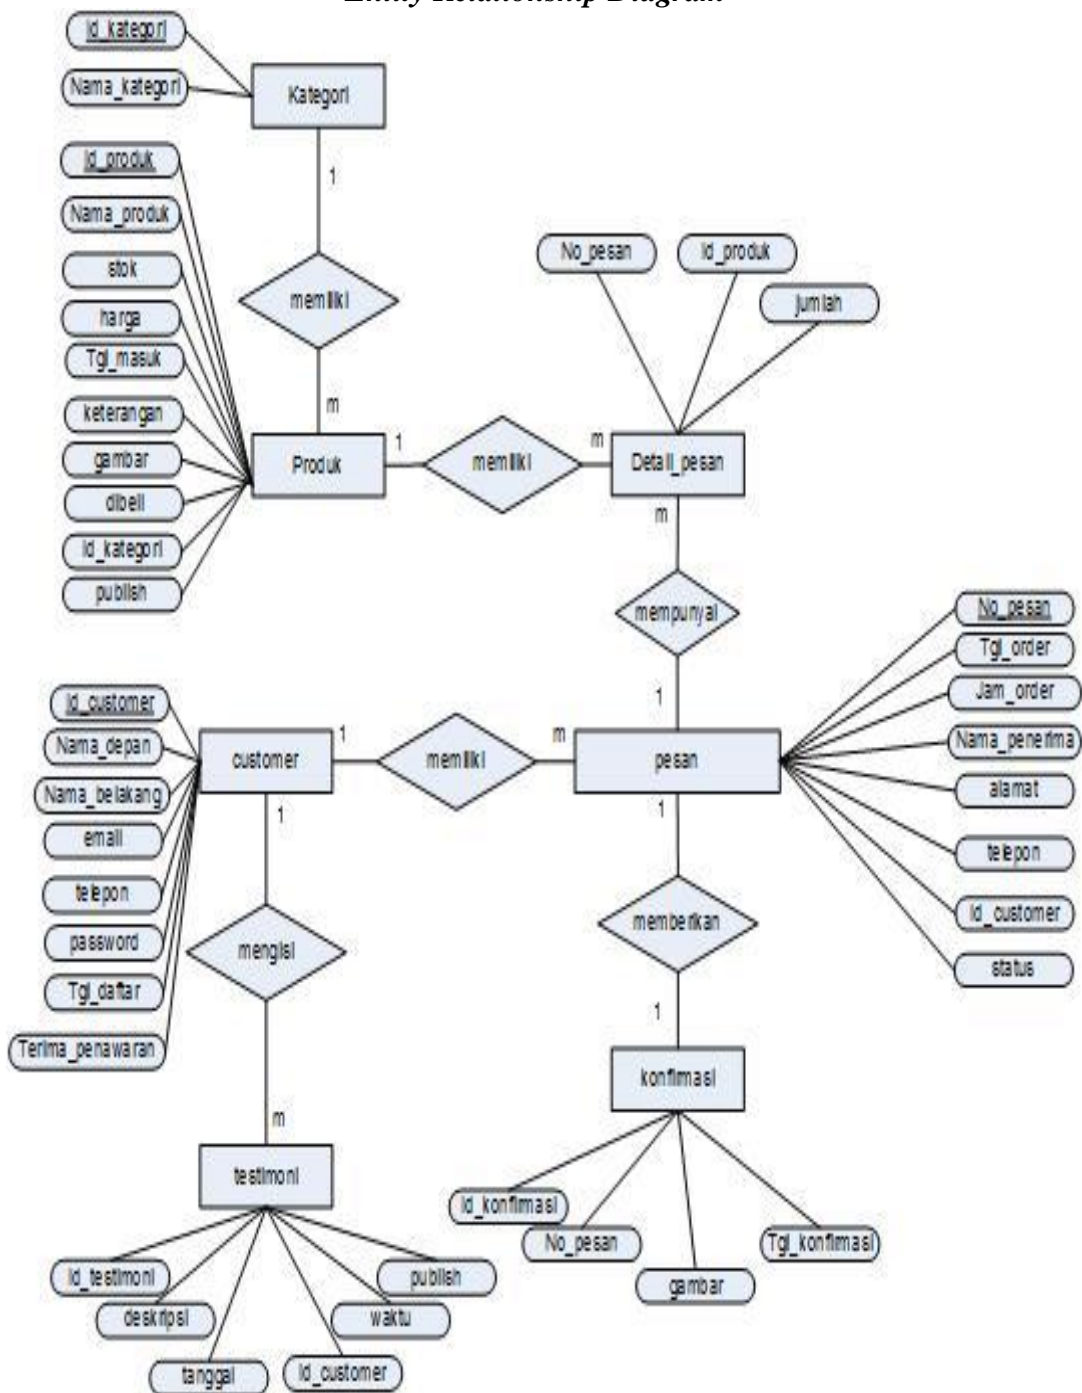 Entity Relationship Diagram
Id_kategori
Nama_kategori
Kategori
1
memiliki
m
Id_produk
Nama_produk
stok
harga
Tgl_masuk
keterangan
gambar
dibeli
Id_kategori
publish
Produk
1
memiliki
m
No_pesan
Id_produk
jumlah
Detail_pesan
m
mempunyai
1
Id_customer
Nama_depan
Nama_belakang
email
telepon
password
Tgl_daftar
Terima_penawaran
customer
1
memiliki
m
pesan
No_pesan
Tgl_order
Jam_order
Nama_penerima
alamat
telepon
Id_customer
status
1
mengisi
m
1
memberikan
1
konfirmasi
Id_konfirmasi
No_pesan
gambar
Tgl_konfirmasi
testimoni
Id_testimoni
deskripsi
tanggal
Id_customer
waktu
publish